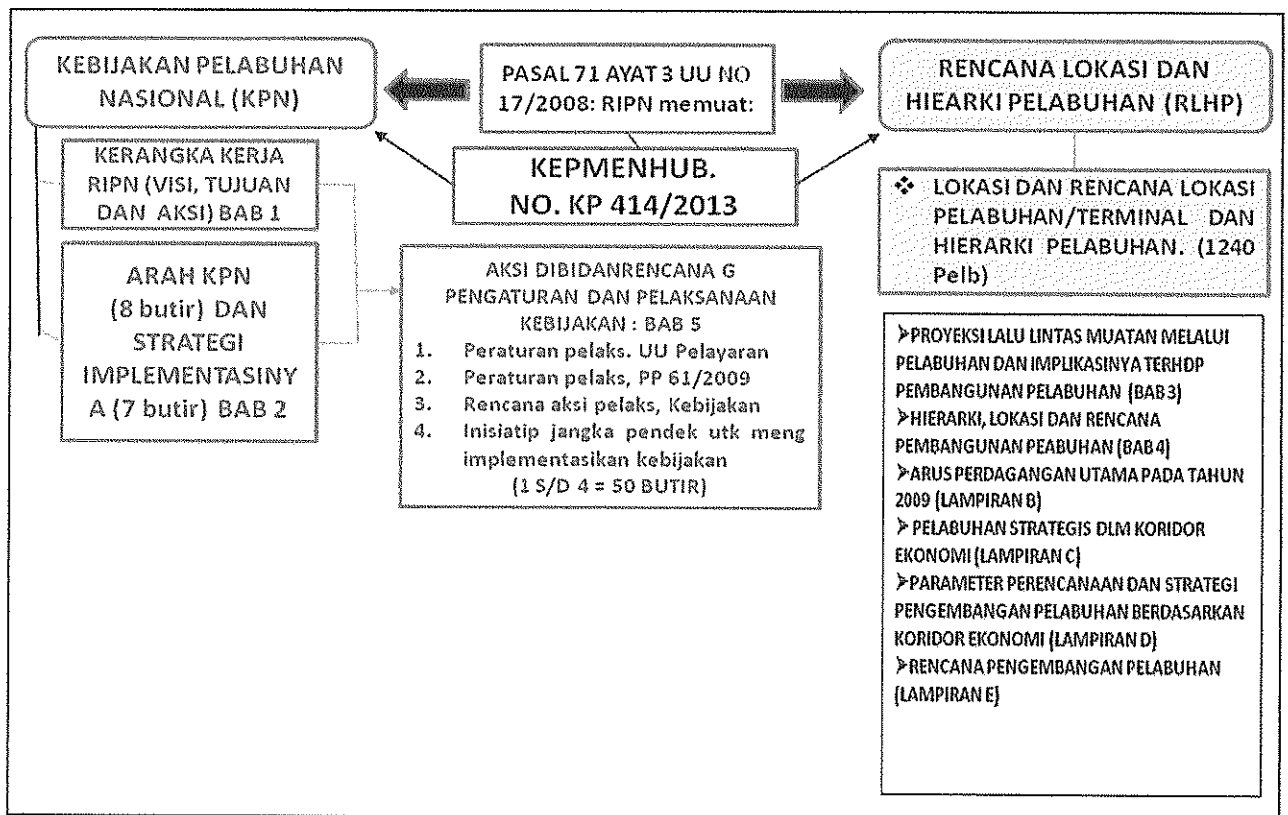 KEBIJAKAN PELABUHAN
NASIONAL (KPN)
KERANGKA KERJA
RIPN (VISI, TUJUAN
DAN AKSI) BAB 1
ARAH KPN
(8 butir) DAN
STRATEGI
IMPLEMENTASINY
A (7 butir) BAB 2
PASAL 71 AYAT 3 UU NO
17/2008: RIPN memuat:
KEPMENHUB.
NO. KP 414/2013
AKSI DIBIDANRENCANA G
PENGATURAN DAN PELAKSANAAN
KEBIJAKAN : BAB 5
1. Peraturan pelaks. UU Pelayaran
2. Peraturan pelaks, PP 61/2009
3. Rencana aksi pelaks, Kebijakan
4. Inisiatip jangka pendek utk meng
implementasikan kebijakan
(1 S/D 4 = 50 BUTIR)
RENCANA LOKASI DAN
HIEARKI PELABUHAN (RLHP)
❖ LOKASI DAN RENCANA LOKASI
PELABUHAN/TERMINAL DAN
HIERARKI PELABUHAN. (1240
Pelb)
➢PROYEKSI LALU LINTAS MUATAN MELALUI
PELABUHAN DAN IMPLIKASINYA TERHDP
PEMBANGUNAN PELABUHAN (BAB 3)
➢HIERARKI, LOKASI DAN RENCANA
PEMBANGUNAN PEABUHAN (BAB 4)
➢ARUS PERDAGANGAN UTAMA PADA TAHUN
2009 (LAMPIRAN B)
➢ PELABUHAN STRATEGIS DLM KORIDOR
EKONOMI (LAMPIRAN C)
➢PARAMETER PERENCANAAN DAN STRATEGI
PENGEMBANGAN PELABUHAN BERDASARKAN
KORIDOR EKONOMI (LAMPIRAN D)
➢RENCANA PENGEMBANGAN PELABUHAN
(LAMPIRAN E)